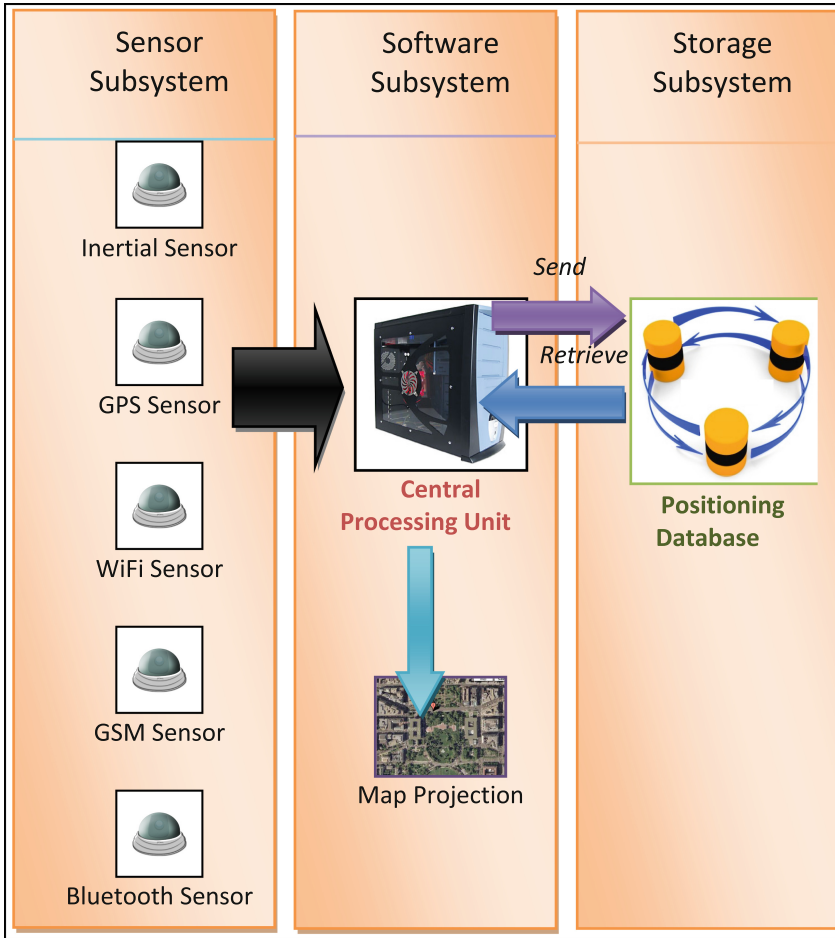 Sensor
Subsystem
Inertial Sensor
GPS Sensor
WiFi Sensor
GSM Sensor
Bluetooth Sensor
Software
Subsystem
Send
Retrieve
Central
Processing Unit
Map Projection
Storage
Subsystem
Positioning
Database